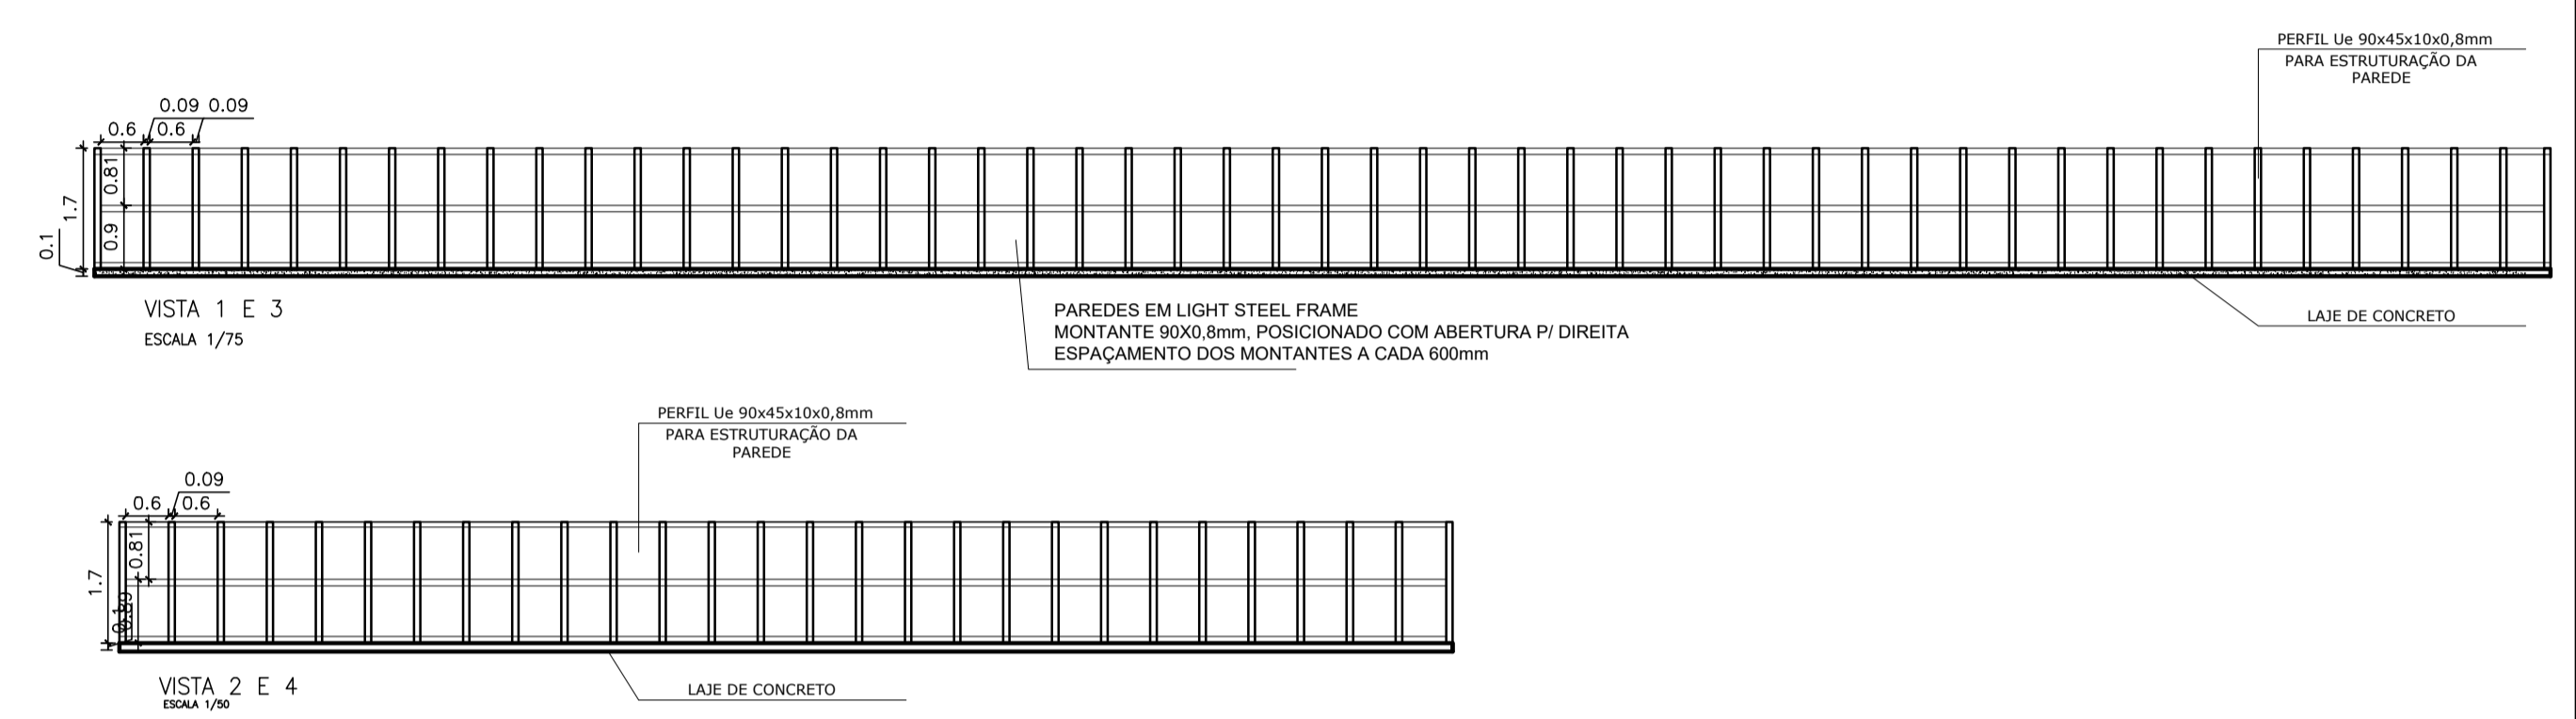 PERFIL Ue 90x45x10x0,8mm
PARA ESTRUTURAÇÃO DA
PAREDE
0.09 0.09
0.6 0.6
0.81
1.7
0.9
0.1
VISTA 1 E 3
ESCALA 1/75
PAREDES EM LIGHT STEEL FRAME
MONTANTE 90X0,8mm, POSICIONADO COM ABERTURA P/ DIREITA
ESPAÇAMENTO DOS MONTANTES A CADA 600mm
LAJE DE CONCRETO
PERFIL Ue 90x45x10x0,8mm
PARA ESTRUTURAÇÃO DA
PAREDE
0.09
0.6 0.6
0.81
1.7
VISTA 2 E 4
ESCALA 1/50
LAJE DE CONCRETO